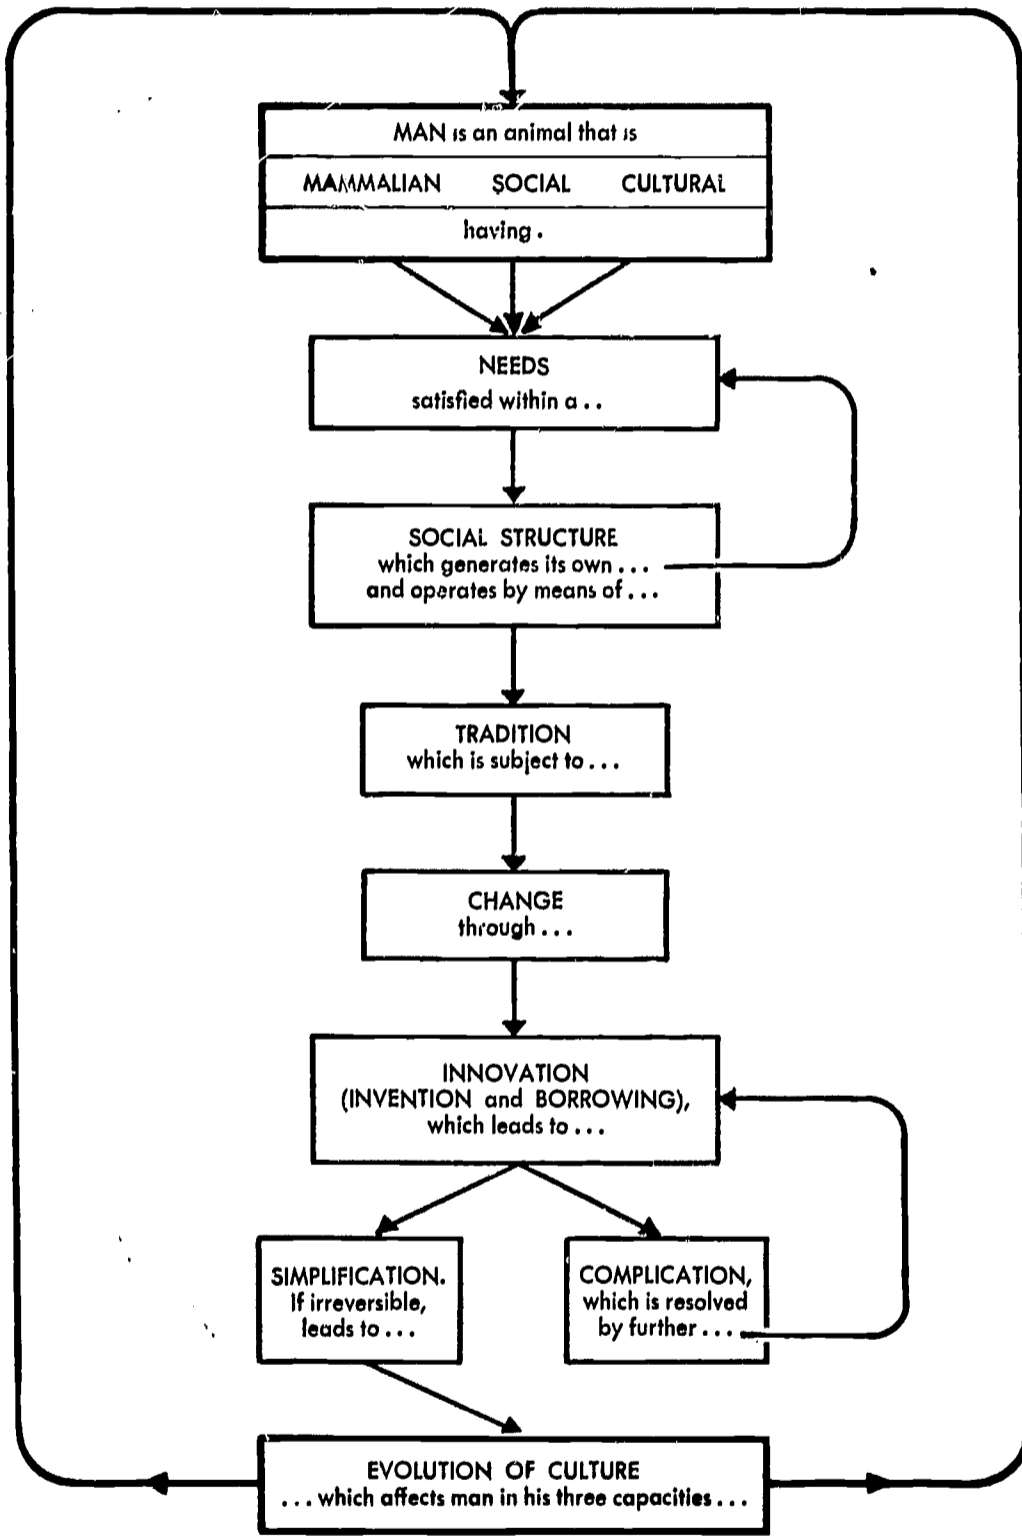 MAN is an animal that is
MAMMALIAN SOCIAL CULTURAL
having .
NEEDS
satisfied within a . .
SOCIAL STRUCTURE
which generates its own . . .
and operates by means of . . .
TRADITION
which is subject to . . .
CHANGE
through . . .
INNOVATION
(INVENTION and BORROWING),
which leads to . . .
SIMPLIFICATION.
If irreversible,
leads to . . .
COMPLICATION,
which is resolved
by further . . .
EVOLUTION OF CULTURE
. . . which affects man in his three capacities . . .